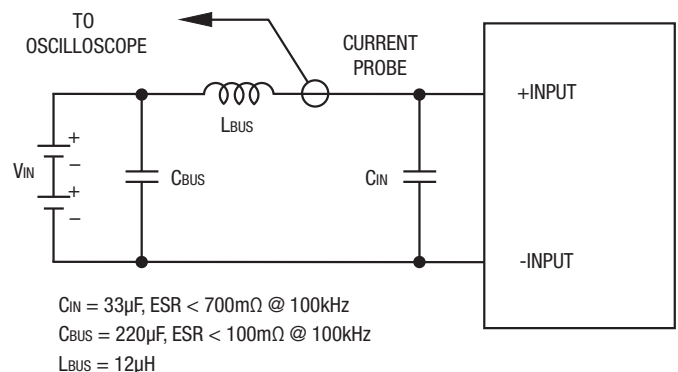 TO
OSCILLOSCOPE
CURRENT
PROBE
+INPUT
LBUS
VIN
+
–
+
–
CBUS
CIN
-INPUT
CIN = 33µF, ESR < 700mΩ @ 100kHz
CBUS = 220µF, ESR < 100mΩ @ 100kHz
LBUS = 12µH